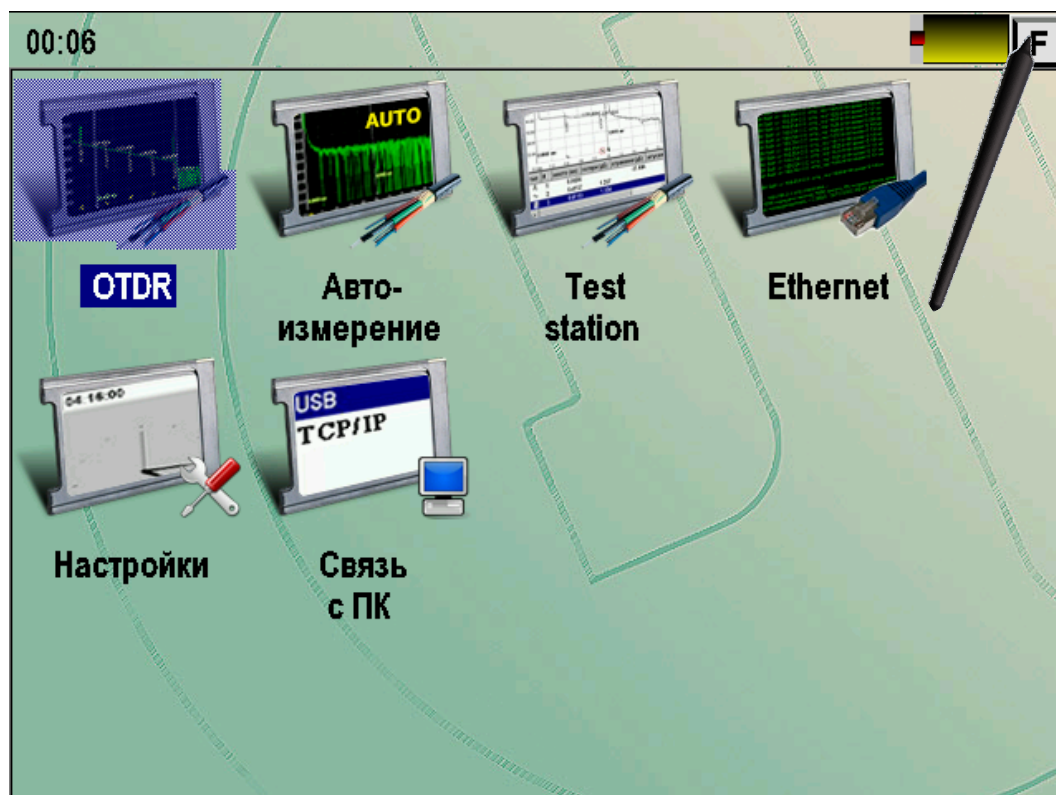 00:06
F
OTDR
AUTO
Авто-
измерение
Test
station
Ethernet
04:16:00
Настройки
USB
TCP/IP
Связь
с ПК